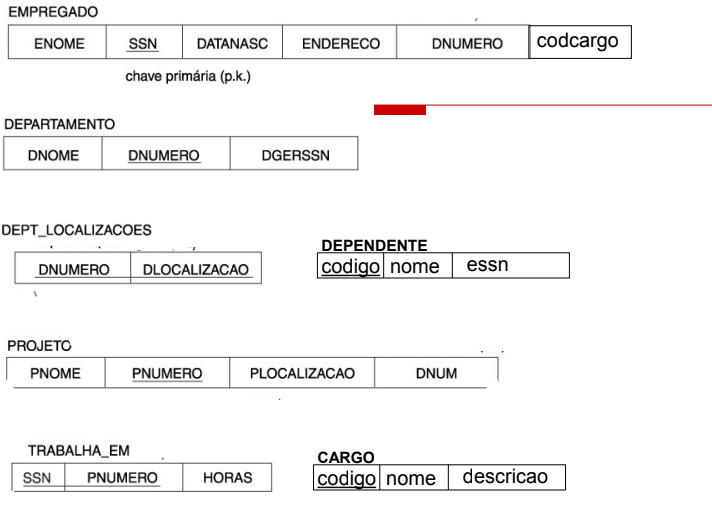 EMPREGADO
ENOME SSN DATANASC ENDERECO DNUMERO codcargo
chave primária (p.k.)
DEPARTAMENTO
DNOME DNUMERO DGERSSN
DEPT_LOCALIZACOES
DNUMERO DLOCALIZACAO
DEPENDENTE
codigo nome essn
PROJETO
PNOME PNUMERO PLOCALIZACAO DNUM
TRABALHA_EM
SSN PNUMERO HORAS
CARGO
codigo nome descricao